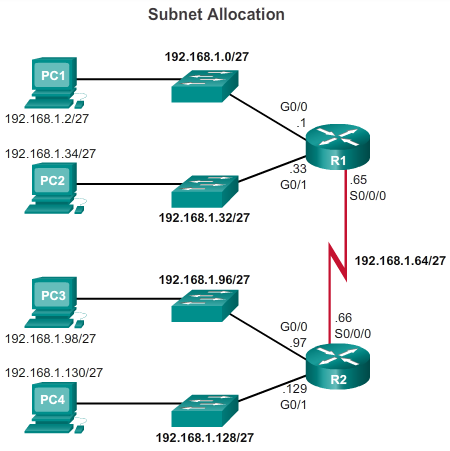 Subnet Allocation
192.168.1.0/27
PC1
192.168.1.2/27
G0/0
.1
R1
192.168.1.34/27
PC2
.33
G0/1
192.168.1.32/27
.65
S0/0/0
192.168.1.64/27
192.168.1.96/27
PC3
192.168.1.98/27
G0/0
.97
.66
S0/0/0
R2
192.168.1.130/27
PC4
.129
G0/1
192.168.1.128/27